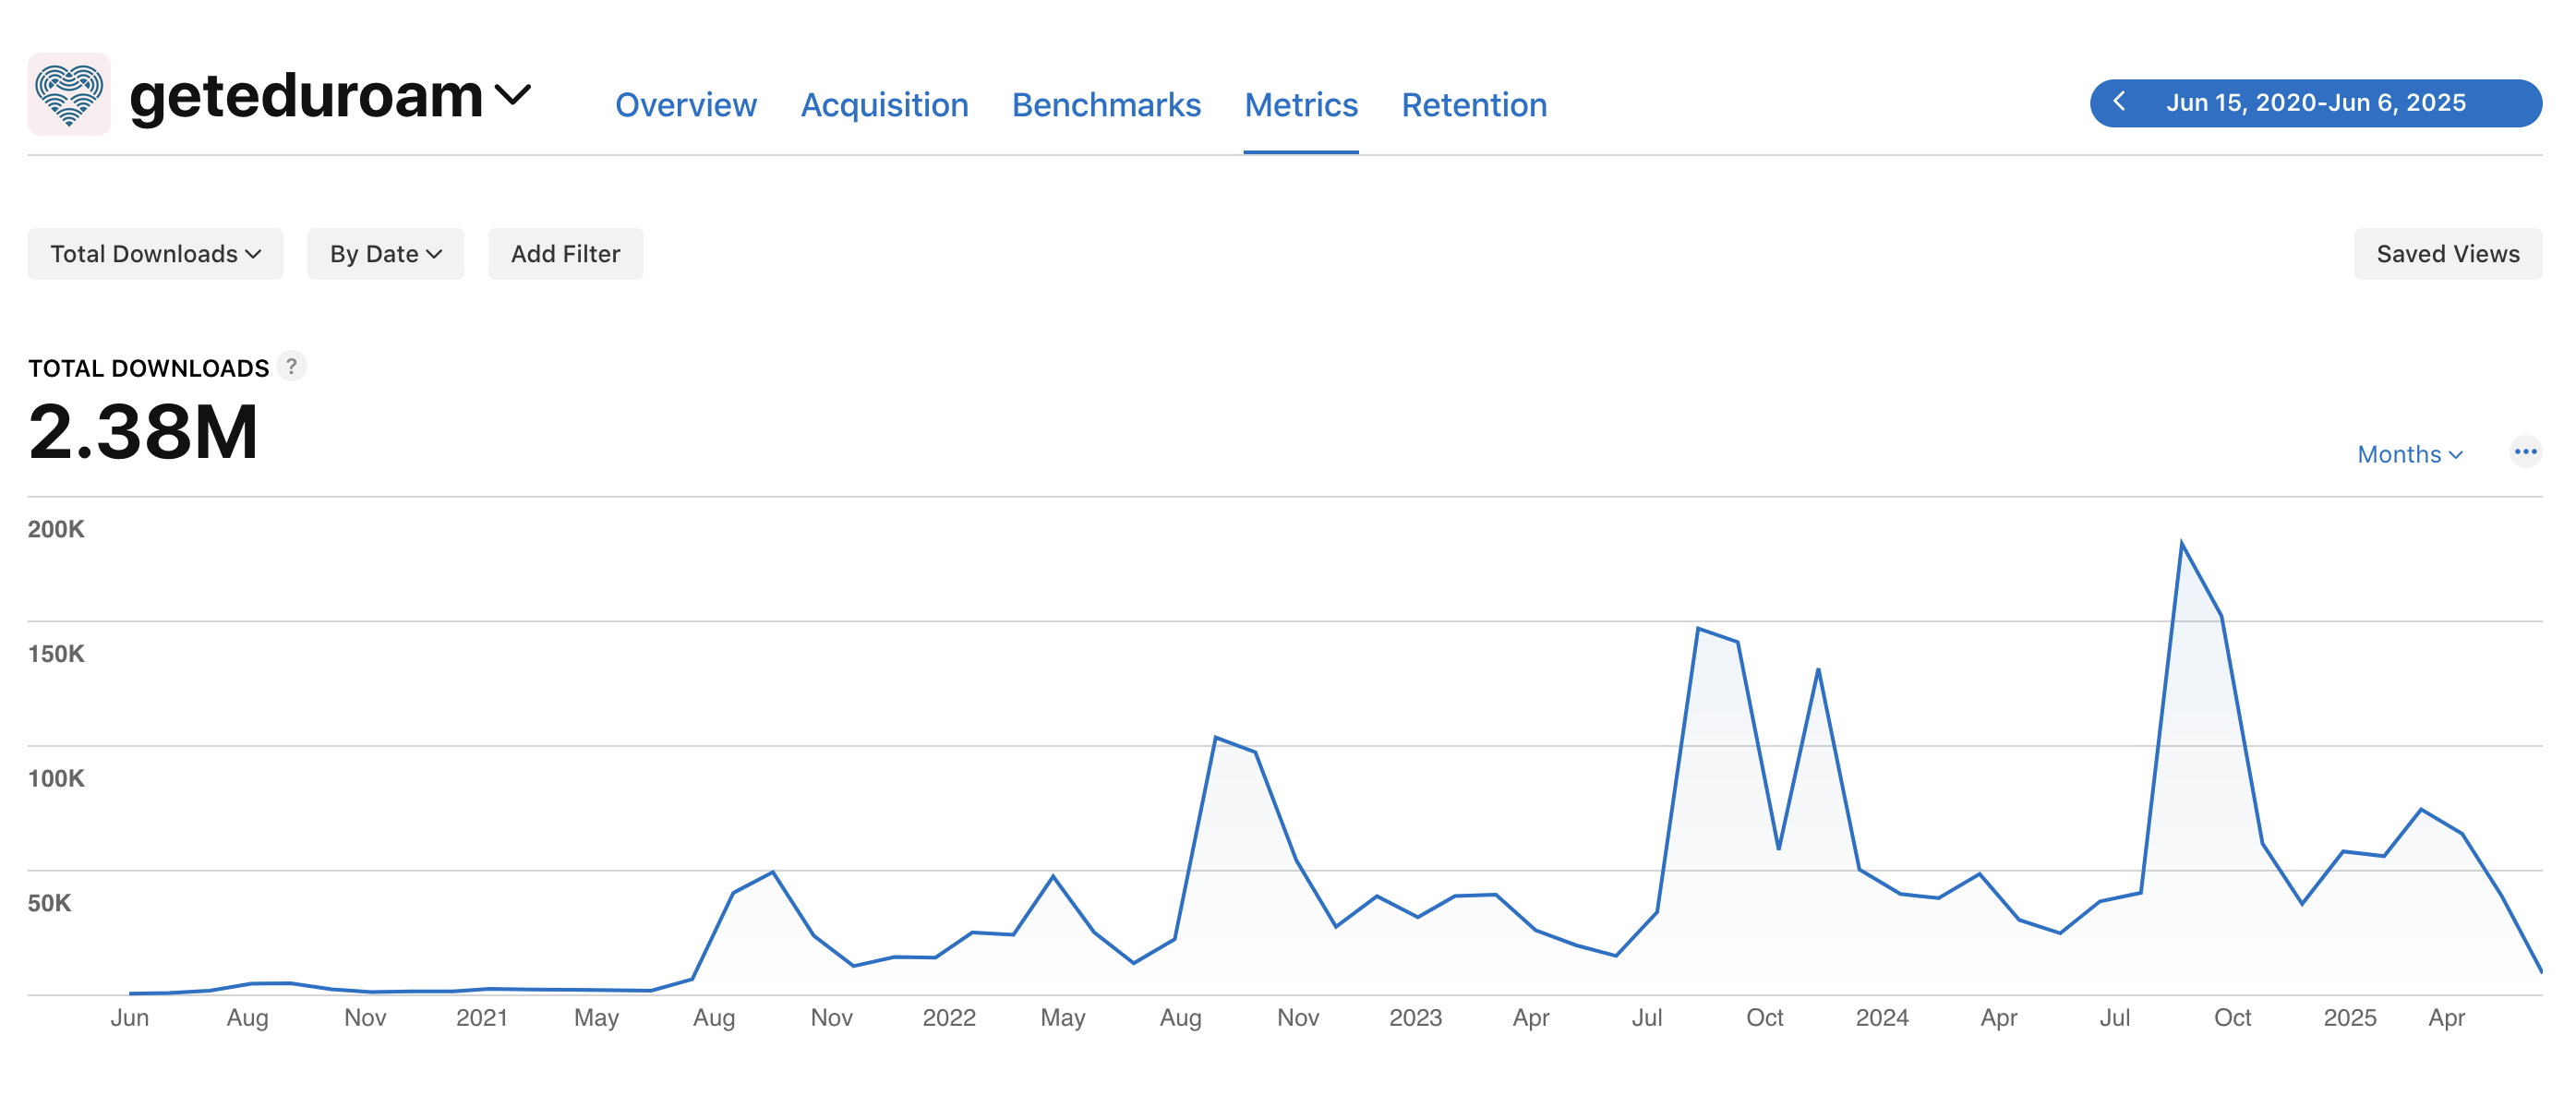 geteduroam
Overview Acquisition Benchmarks Metrics Retention
Jun 15, 2020-Jun 6, 2025
Total Downloads By Date Add Filter
Saved Views
TOTAL DOWNLOADS ?
2.38M
Months
200K
150K
100K
50K
Jun Aug Nov 2021 May Aug Nov 2022 May Aug Nov 2023 Apr Jul Oct 2024 Apr Jul Oct 2025 Apr